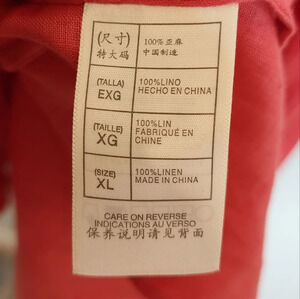 (尺寸) 100%亚麻
特大码 中国制造
(TALLA) 100%LINO
EXG HECHO EN CHINA
(TAILLE) 100%LIN
XG FABRIQUÉ EN
CHINE
(SIZE) 100%LINEN
XL MADE IN CHINA
CARE ON REVERSE
INDICATIONS AU VERSO
保养说明请见背面